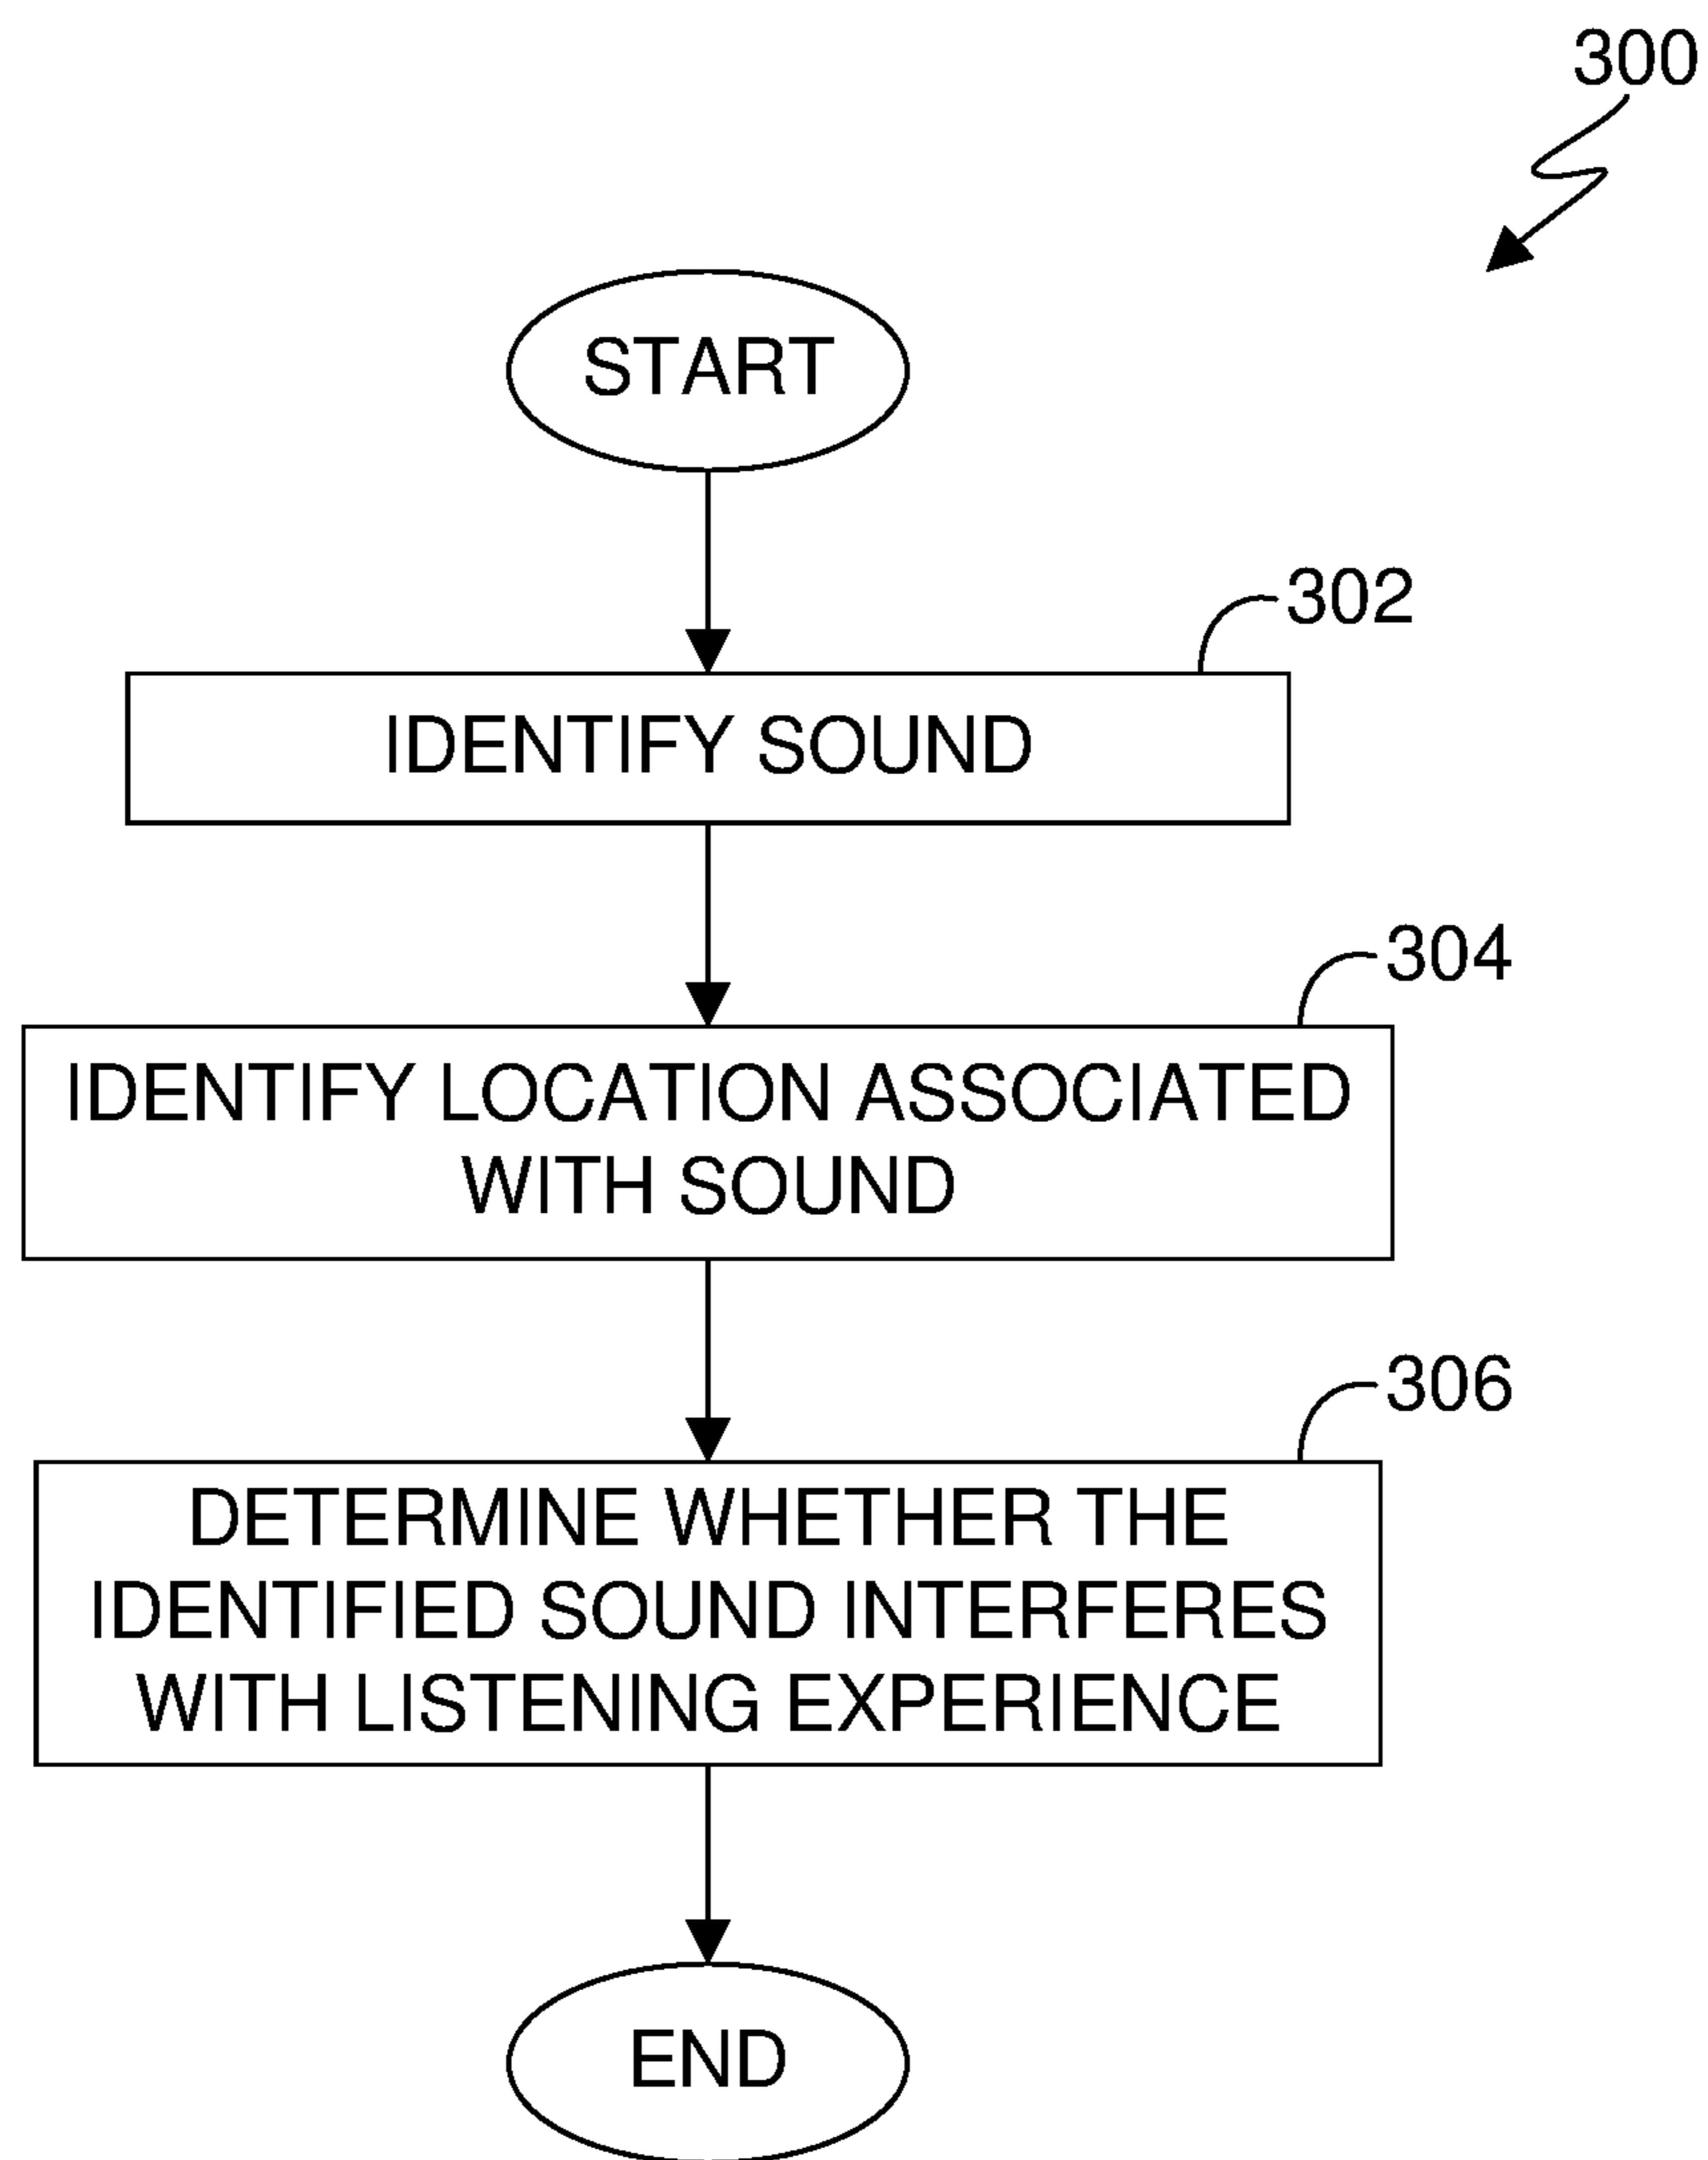 300
START
302
IDENTIFY SOUND
304
IDENTIFY LOCATION ASSOCIATED
WITH SOUND
306
DETERMINE WHETHER THE
IDENTIFIED SOUND INTERFERES
WITH LISTENING EXPERIENCE
END